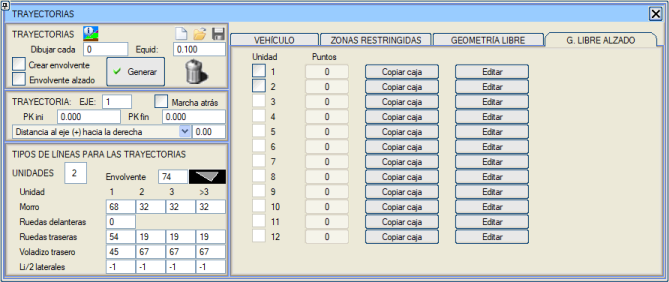 TRAYECTORIAS
TRAYECTORIAS
Dibujar cada 0 Equid: 0.100
Crear envolvente
Envolvente alzado
Generar
TRAYECTORIA: EJE: 1 Marcha atrás
PK ini 0.000 PK fin 0.000
Distancia al eje (+) hacia la derecha 0.00
TIPOS DE LÍNEAS PARA LAS TRAYECTORIAS
UNIDADES 2 Envolvente 74
Unidad 1 2 3 >3
Morro 68 32 32 32
Ruedas delanteras 0
Ruedas traseras 54 19 19 19
Voladizo trasero 45 67 67 67
Li/2 laterales -1 -1 -1 -1
VEHÍCULO ZONAS RESTRINGIDAS GEOMETRÍA LIBRE G. LIBRE ALZADO
Unidad Puntos
1 0 Copiar caja Editar
2 0 Copiar caja Editar
3 0 Copiar caja Editar
4 0 Copiar caja Editar
5 0 Copiar caja Editar
6 0 Copiar caja Editar
7 0 Copiar caja Editar
8 0 Copiar caja Editar
9 0 Copiar caja Editar
10 0 Copiar caja Editar
11 0 Copiar caja Editar
12 0 Copiar caja Editar